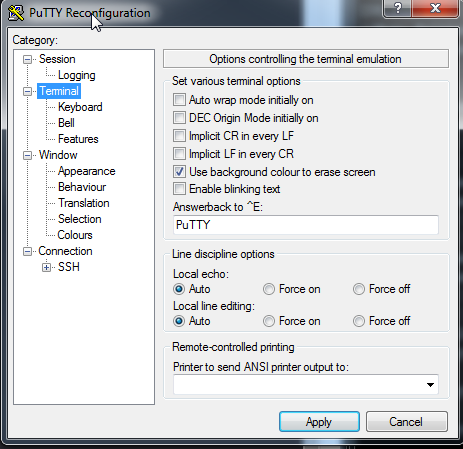 PuTTY Reconfiguration
Category:
Session
Logging
Terminal
Keyboard
Bell
Features
Window
Appearance
Behaviour
Translation
Selection
Colours
Connection
SSH
Options controlling the terminal emulation
Set various terminal options
Auto wrap mode initially on
DEC Origin Mode initially on
Implicit CR in every LF
Implicit LF in every CR
Use background colour to erase screen
Enable blinking text
Answerback to ^E:
PuTTY
Line discipline options
Local echo:
Auto Force on Force off
Local line editing:
Auto Force on Force off
Remote-controlled printing
Printer to send ANSI printer output to:
Apply Cancel